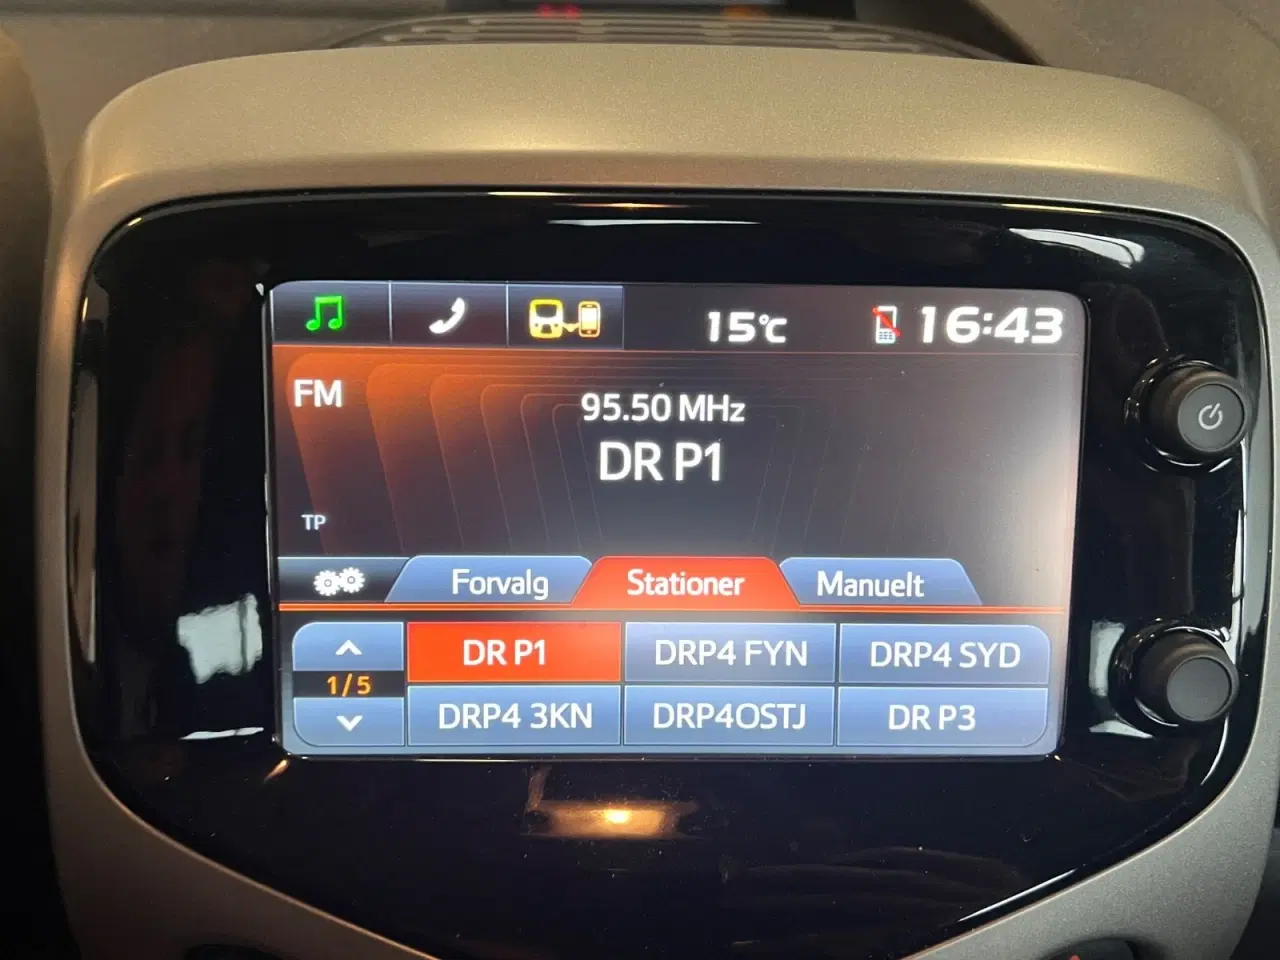 15°C 16:43
FM
95.50 MHz
DR P1
TP
Forvalg Stationer Manuelt
DR P1 DRP4 FYN DRP4 SYD
1/5
DRP4 3KN DRP4OSTJ DR P3